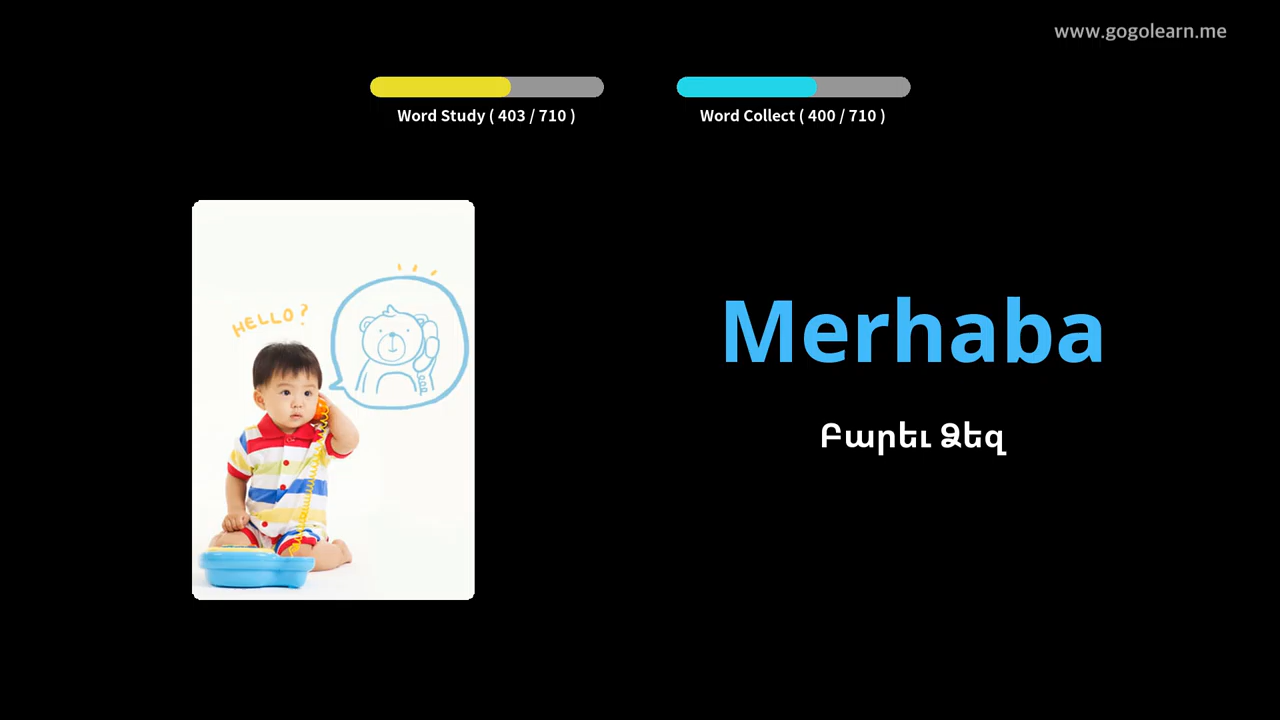 www.gogolearn.me
Word Study ( 403 / 710 )
Word Collect ( 400 / 710 )
HELLO?
Merhaba
Բարեւ Ձեզ